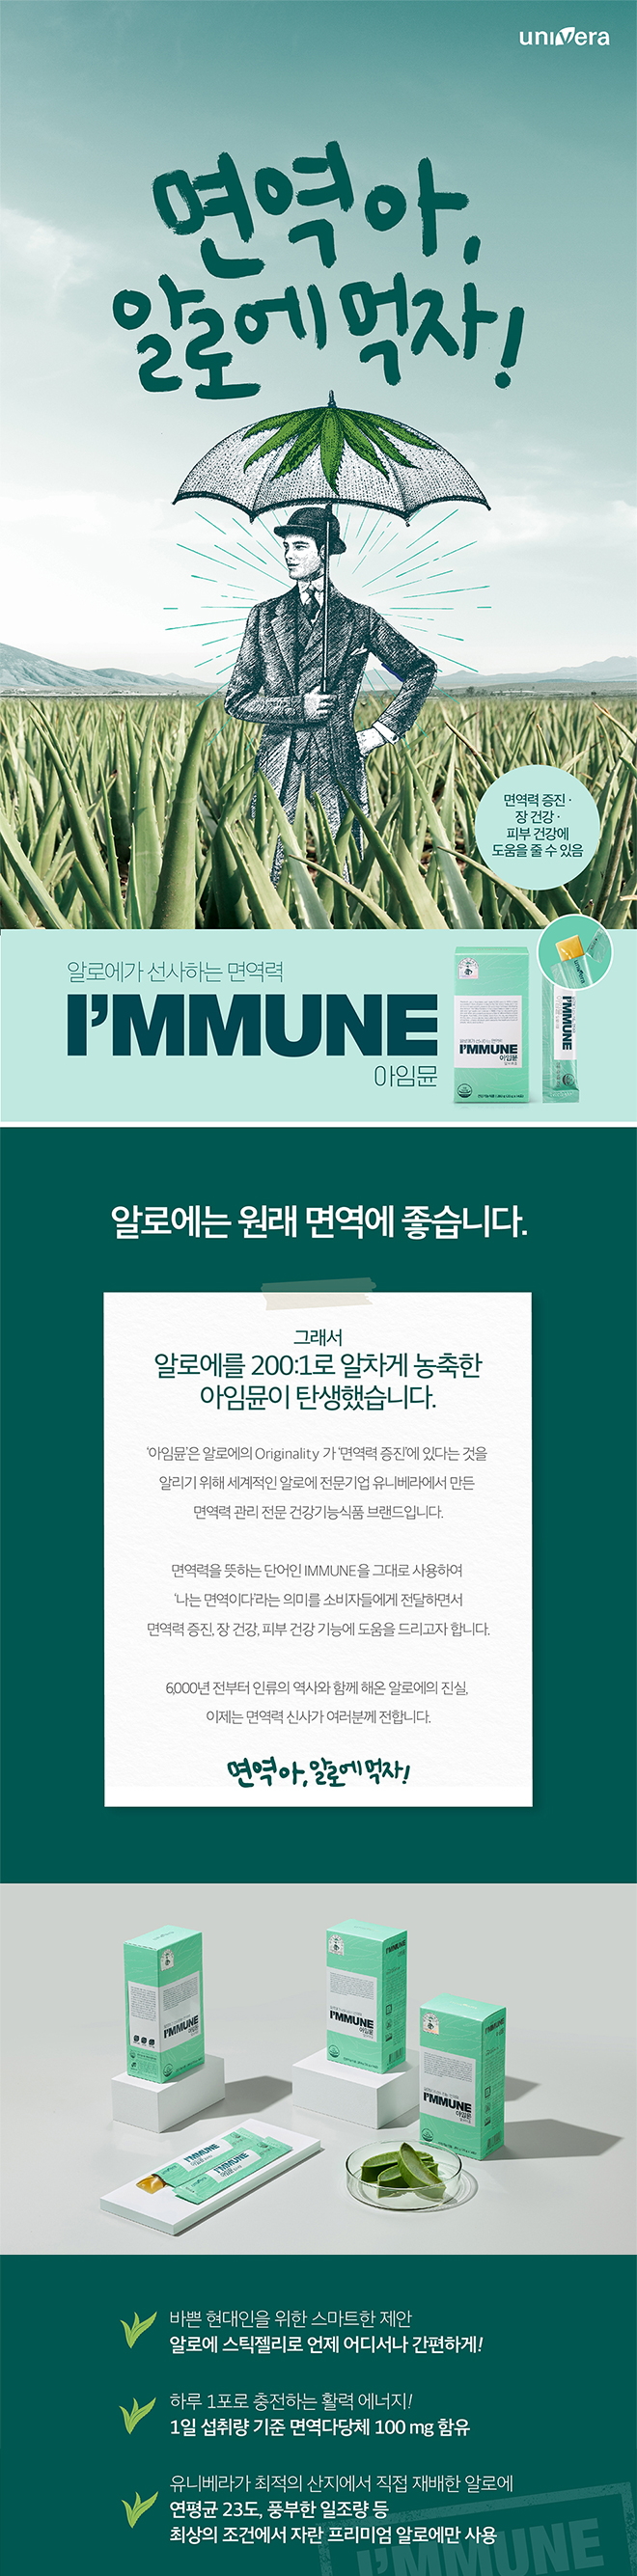 univera
면역아,
알로에 먹자!
면역력 증진·
장 건강·
피부 건강에
도움을 줄 수 있음
알로에가 선사하는 면역력
I'MMUNE
아임뮨
I'MMUNE
아임뮨
univera
I'MMUNE
알로에는 원래 면역에 좋습니다.
그래서
알로에를 200:1로 알차게 농축한
아임뮨이 탄생했습니다.
'아임뮨'은 알로에의 Originality 가 '면역력 증진'에 있다는 것을
알리기 위해 세계적인 알로에 전문기업 유니베라에서 만든
면역력 관리 전문 건강기능식품 브랜드입니다.
면역력을 뜻하는 단어인 IMMUNE을 그대로 사용하여
'나는 면역이다'라는 의미를 소비자들에게 전달하면서
면역력 증진, 장 건강, 피부 건강 기능에 도움을 드리고자 합니다.
6,000년 전부터 인류의 역사와 함께 해온 알로에의 진실,
이제는 면역력 신사가 여러분께 전합니다.
면역아, 알로에 먹자!
I'MMUNE
아임뮨
I'MMUNE
아임뮨
I'MMUNE
I'MMUNE
아임뮨
I'MMUNE
아임뮨
I'MMUNE
아임뮨
바쁜 현대인을 위한 스마트한 제안
알로에 스틱젤리로 언제 어디서나 간편하게!
하루 1포로 충전하는 활력 에너지!
1일 섭취량 기준 면역다당체 100 mg 함유
유니베라가 최적의 산지에서 직접 재배한 알로에
연평균 23도, 풍부한 일조량 등
최상의 조건에서 자란 프리미엄 알로에만 사용
I'MMUNE